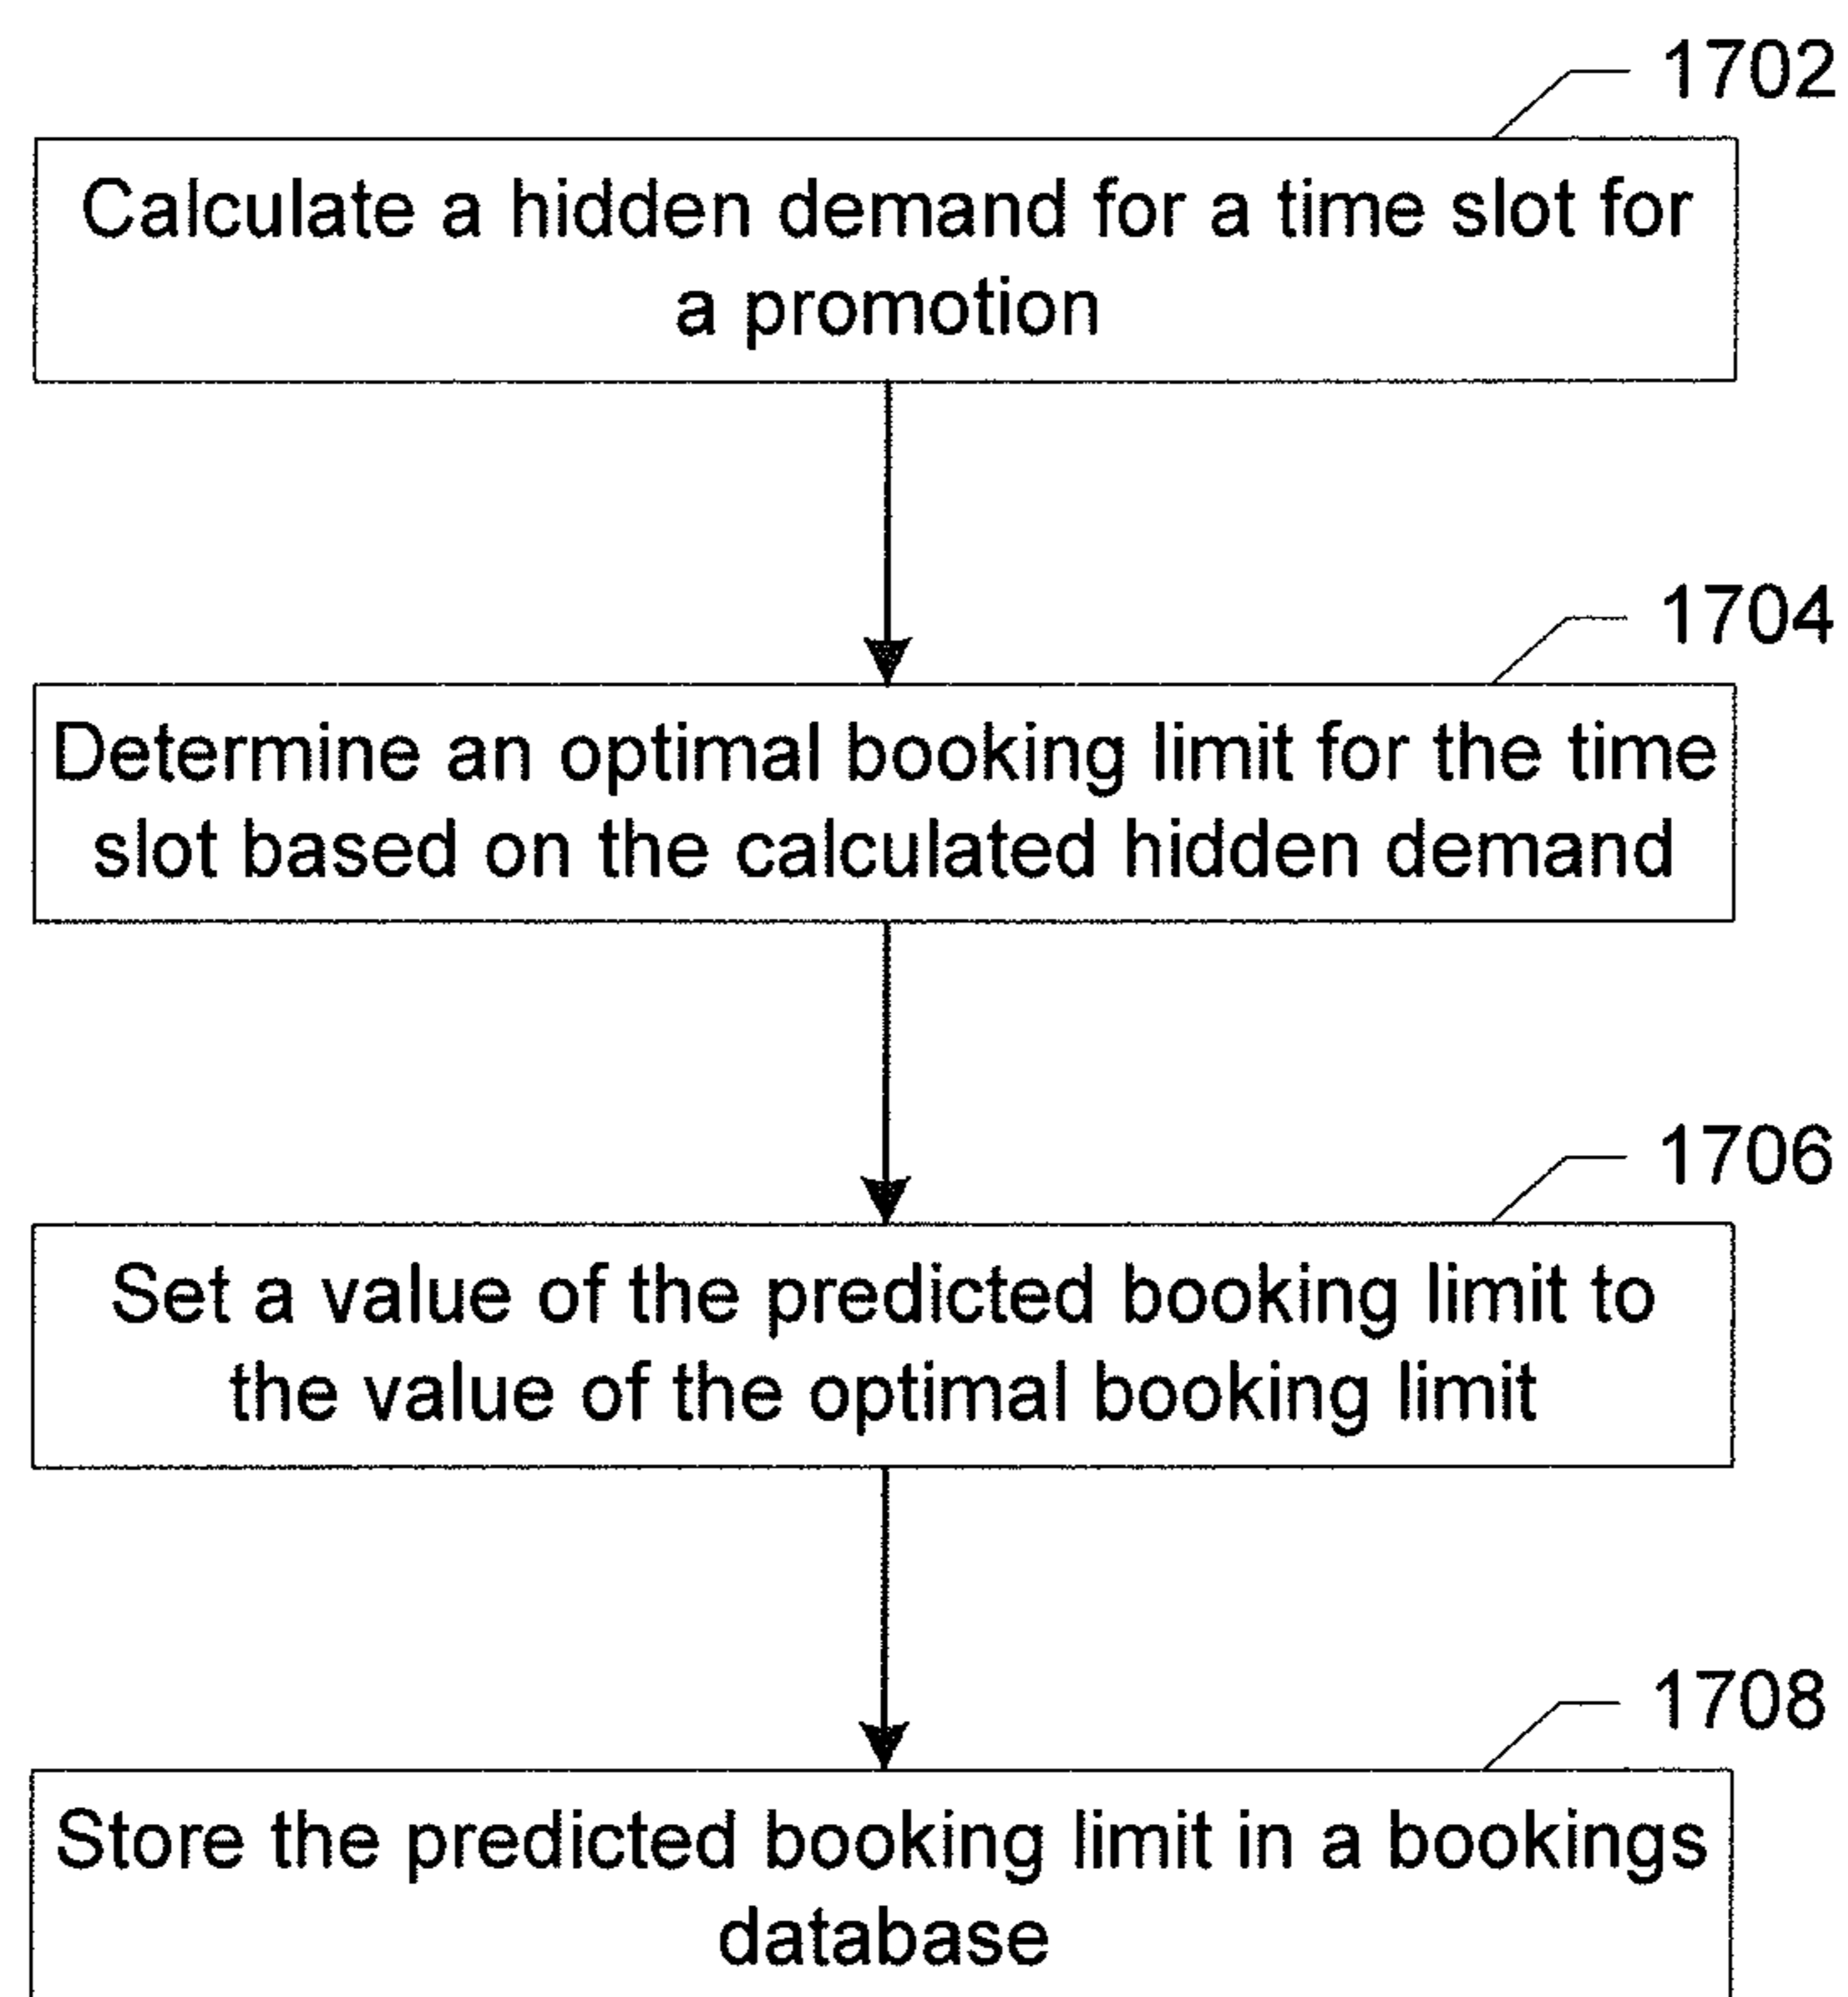 1702
Calculate a hidden demand for a time slot for
a promotion
1704
Determine an optimal booking limit for the time
slot based on the calculated hidden demand
1706
Set a value of the predicted booking limit to
the value of the optimal booking limit
1708
Store the predicted booking limit in a bookings
database